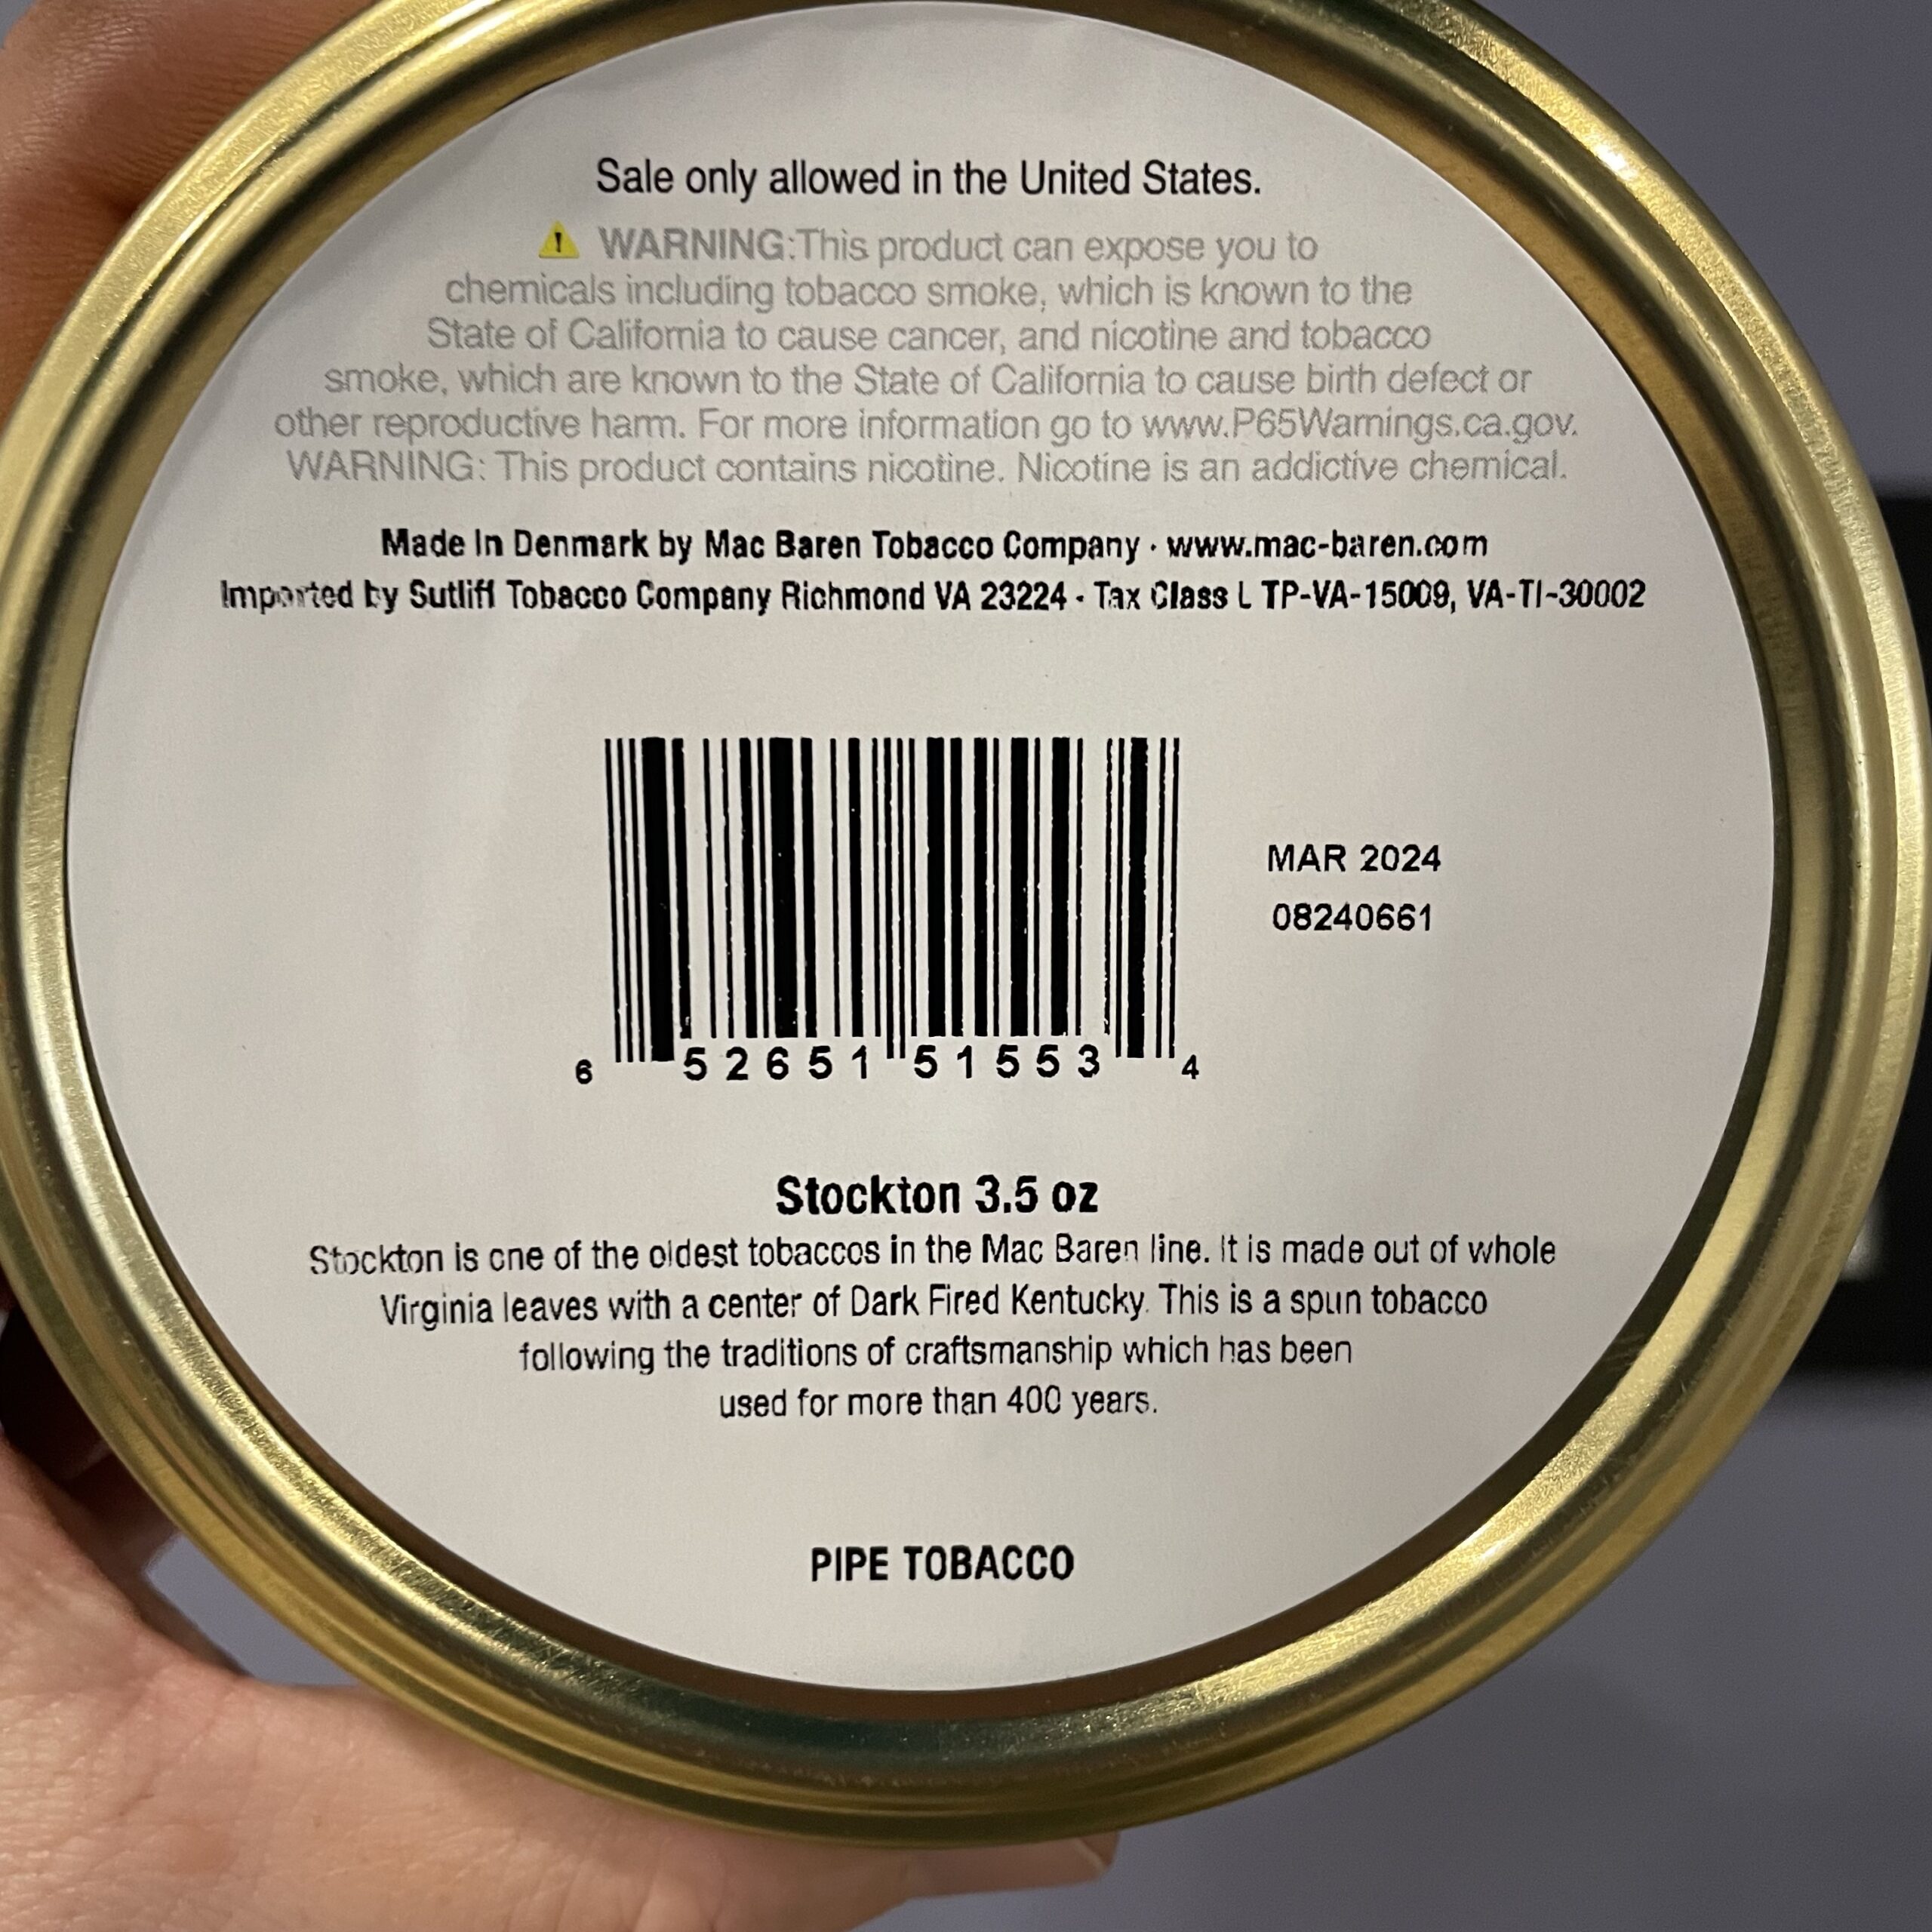 Sale only allowed in the United States.
⚠ WARNING:This product can expose you to
chemicals including tobacco smoke, which is known to the
State of California to cause cancer, and nicotine and tobacco
smoke, which are known to the State of California to cause birth defect or
other reproductive harm. For more information go to www.P65Warnings.ca.gov.
WARNING: This product contains nicotine. Nicotine is an addictive chemical.
Made In Denmark by Mac Baren Tobacco Company · www.mac-baren.com
Imported by Sutliff Tobacco Company Richmond VA 23224 · Tax Class L TP-VA-15009, VA-TI-30002
MAR 2024
08240661
6 52651 51553 4
Stockton 3.5 oz
Stockton is one of the oldest tobaccos in the Mac Baren line. It is made out of whole
Virginia leaves with a center of Dark Fired Kentucky. This is a spun tobacco
following the traditions of craftsmanship which has been
used for more than 400 years.
PIPE TOBACCO